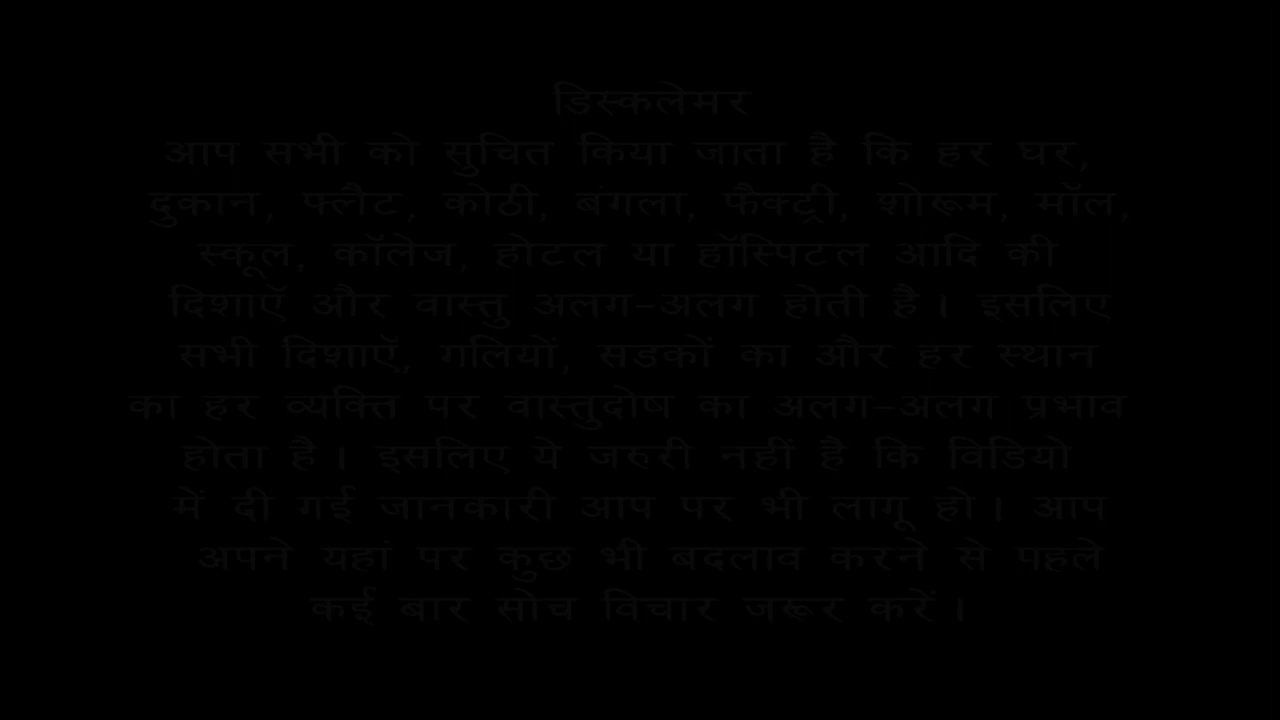 डिस्कलेमर
आप सभी को सुचित किया जाता है कि हर घर,
दुकान, फ्लैट, कोठी, बंगला, फैक्ट्री, शोरूम, मॉल,
स्कूल, कॉलेज, होटल या हॉस्पिटल आदि की
दिशाऍ और वास्तु अलग-अलग होती है। इसलिए
सभी दिशाऍ, गलियों, सडकों का और हर स्थान
का हर व्यक्ति पर वास्तुदोष का अलग-अलग प्रभाव
होता है। इसलिए ये जरुरी नहीं है कि विडियो
में दी गई जानकारी आप पर भी लागू हो। आप
अपने यहां पर कुछ भी बदलाव करने से पहले
कई बार सोच विचार जरूर करें।